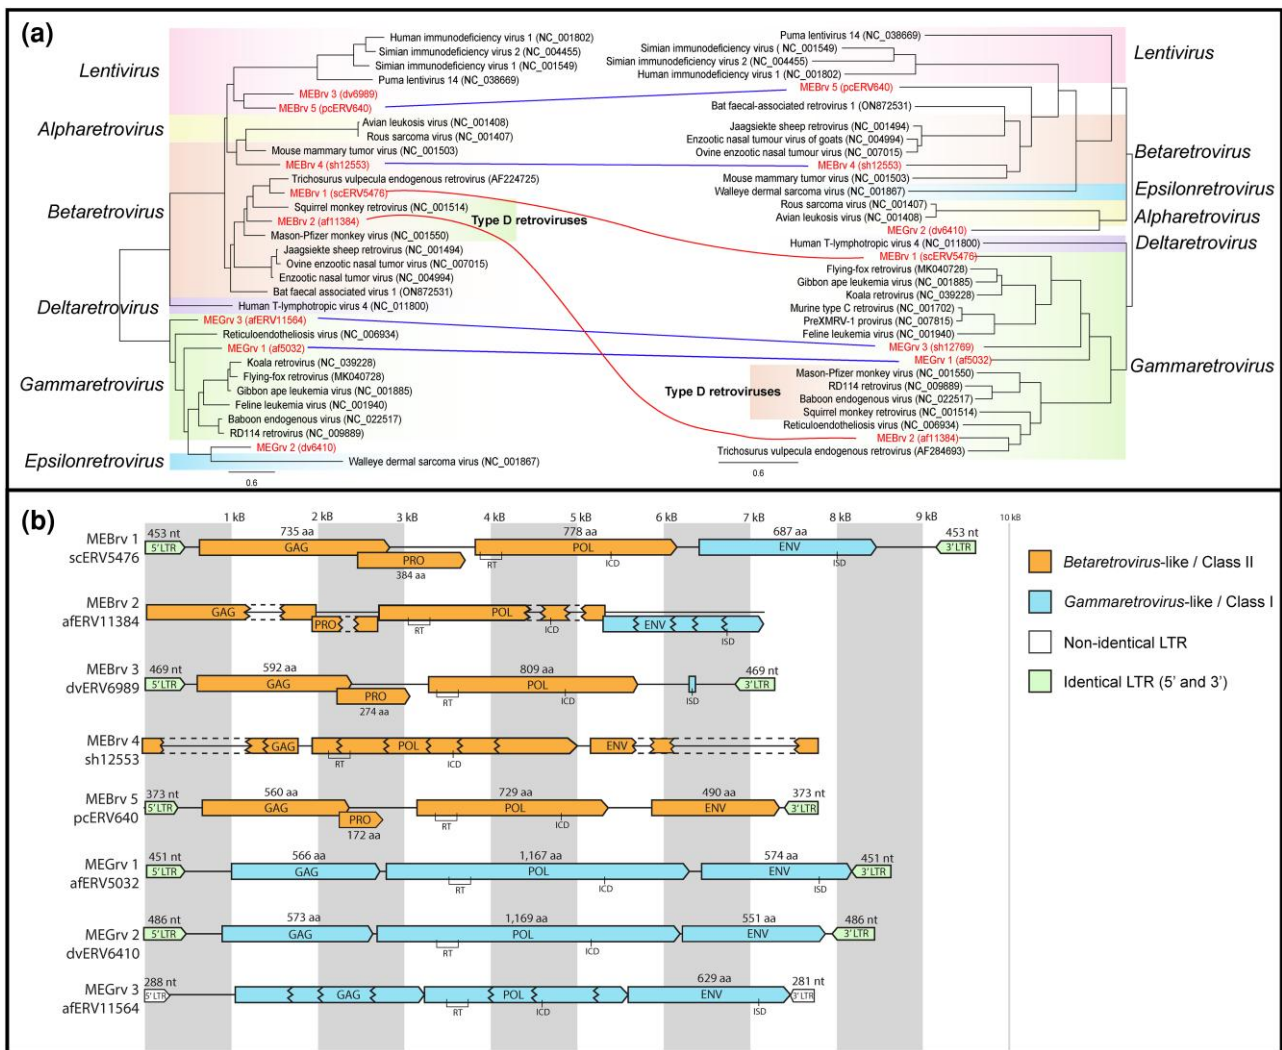 (a)
Lentivirus
Alpharetrovirus
Betaretrovirus
Deltaretrovirus
Gammaretrovirus
Epsilonretrovirus
Human immunodeficiency virus 1 (NC_001802)
Simian immunodeficiency virus 2 (NC_004455)
Simian immunodeficiency virus 1 (NC_001549)
Puma lentivirus 14 (NC_038669)
MEBrv 3 (dv6989)
MEBrv 5 (pcERV640)
Avian leukosis virus (NC_001408)
Rous sarcoma virus (NC_001407)
Mouse mammary tumor virus (NC_001503)
MEBrv 4 (sh12553)
Trichosurus vulpecula endogenous retrovirus (AF224725)
MEBrv 1 (scERV5476)
Squirrel monkey retrovirus (NC_001514)
MEBrv 2 (af11384)
Type D retroviruses
Mason-Pfizer monkey virus (NC_001550)
Jaagsiekte sheep retrovirus (NC_001494)
Ovine enzootic nasal tumor virus (NC_007015)
Enzootic nasal tumor virus (NC_004994)
Bat faecal associated virus 1 (ON872531)
Human T-lymphotropic virus 4 (NC_011800)
MEGrv 3 (afERV11564)
Reticuloendotheliosis virus (NC_006934)
MEGrv 1 (af5032)
Koala retrovirus (NC_039228)
Flying-fox retrovirus (MK040728)
Gibbon ape leukemia virus (NC_001885)
Feline leukemia virus (NC_001940)
Baboon endogenous virus (NC_022517)
RD114 retrovirus (NC_009889)
MEGrv 2 (dv6410)
Walleye dermal sarcoma virus (NC_001867)
0.6
Puma lentivirus 14 (NC_038669)
Simian immunodeficiency virus ( NC_001549)
Simian immunodeficiency virus 2 (NC_004455)
Human immunodeficiency virus 1 (NC_001802)
MEBrv 5 (pcERV640)
Bat faecal-associated retrovirus 1 (ON872531)
Jaagsiekte sheep retrovirus (NC_001494)
Enzootic nasal tumour virus of goats (NC_004994)
Ovine enzootic nasal tumour virus (NC_007015)
MEBrv 4 (sh12553)
Mouse mammary tumor virus (NC_001503)
Walleye dermal sarcoma virus (NC_001867)
Rous sarcoma virus (NC_001407)
Avian leukosis virus (NC_001408)
MEGrv 2 (dv6410)
Human T-lymphotropic virus 4 (NC_011800)
MEBrv 1 (scERV5476)
Flying-fox retrovirus (MK040728)
Gibbon ape leukemia virus (NC_001885)
Koala retrovirus (NC_039228)
Murine type C retrovirus (NC_001702)
PreXMRV-1 provirus (NC_007815)
Feline leukemia virus (NC_001940)
MEGrv 3 (sh12769)
MEGrv 1 (af5032)
Mason-Pfizer monkey virus (NC_001550)
RD114 retrovirus (NC_009889)
Type D retroviruses
Baboon endogenous virus (NC_022517)
Squirrel monkey retrovirus (NC_001514)
Reticuloendotheliosis virus (NC_006934)
MEBrv 2 (af11384)
Trichosurus vulpecula endogenous retrovirus (AF284693)
0.6
Lentivirus
Betaretrovirus
Epsilonretrovirus
Alpharetrovirus
Deltaretrovirus
Gammaretrovirus
(b)
1 kB 2 kB 3 kB 4 kB 5 kB 6 kB 7 kB 8 kB 9 kB 10 kB
MEBrv 1
scERV5476
453 nt 735 aa 778 aa 687 aa 453 nt
5' LTR GAG POL ENV 3' LTR
PRO RT ICD ISD
384 aa
MEBrv 2
afERV11384
GAG POL
PRO ENV
RT ICD ISD
MEBrv 3
dvERV6989
469 nt 592 aa 809 aa 469 nt
5' LTR GAG POL 3' LTR
PRO RT ICD ISD
274 aa
MEBrv 4
sh12553
GAG POL ENV
RT ICD
MEBrv 5
pcERV640
373 nt 560 aa 729 aa 490 aa 373 nt
5' LTR GAG POL ENV 3' LTR
PRO RT ICD
172 aa
MEGrv 1
afERV5032
451 nt 566 aa 1,167 aa 574 aa 451 nt
5' LTR GAG POL ENV 3' LTR
RT ICD ISD
MEGrv 2
dvERV6410
486 nt 573 aa 1,169 aa 551 aa 486 nt
5' LTR GAG POL ENV 3' LTR
RT ICD
MEGrv 3
afERV11564
288 nt 629 aa 281 nt
5' LTR GAG POL ENV 3' LTR
RT ICD ISD
Betaretrovirus-like / Class II
Gammaretrovirus-like / Class I
Non-identical LTR
Identical LTR (5' and 3')